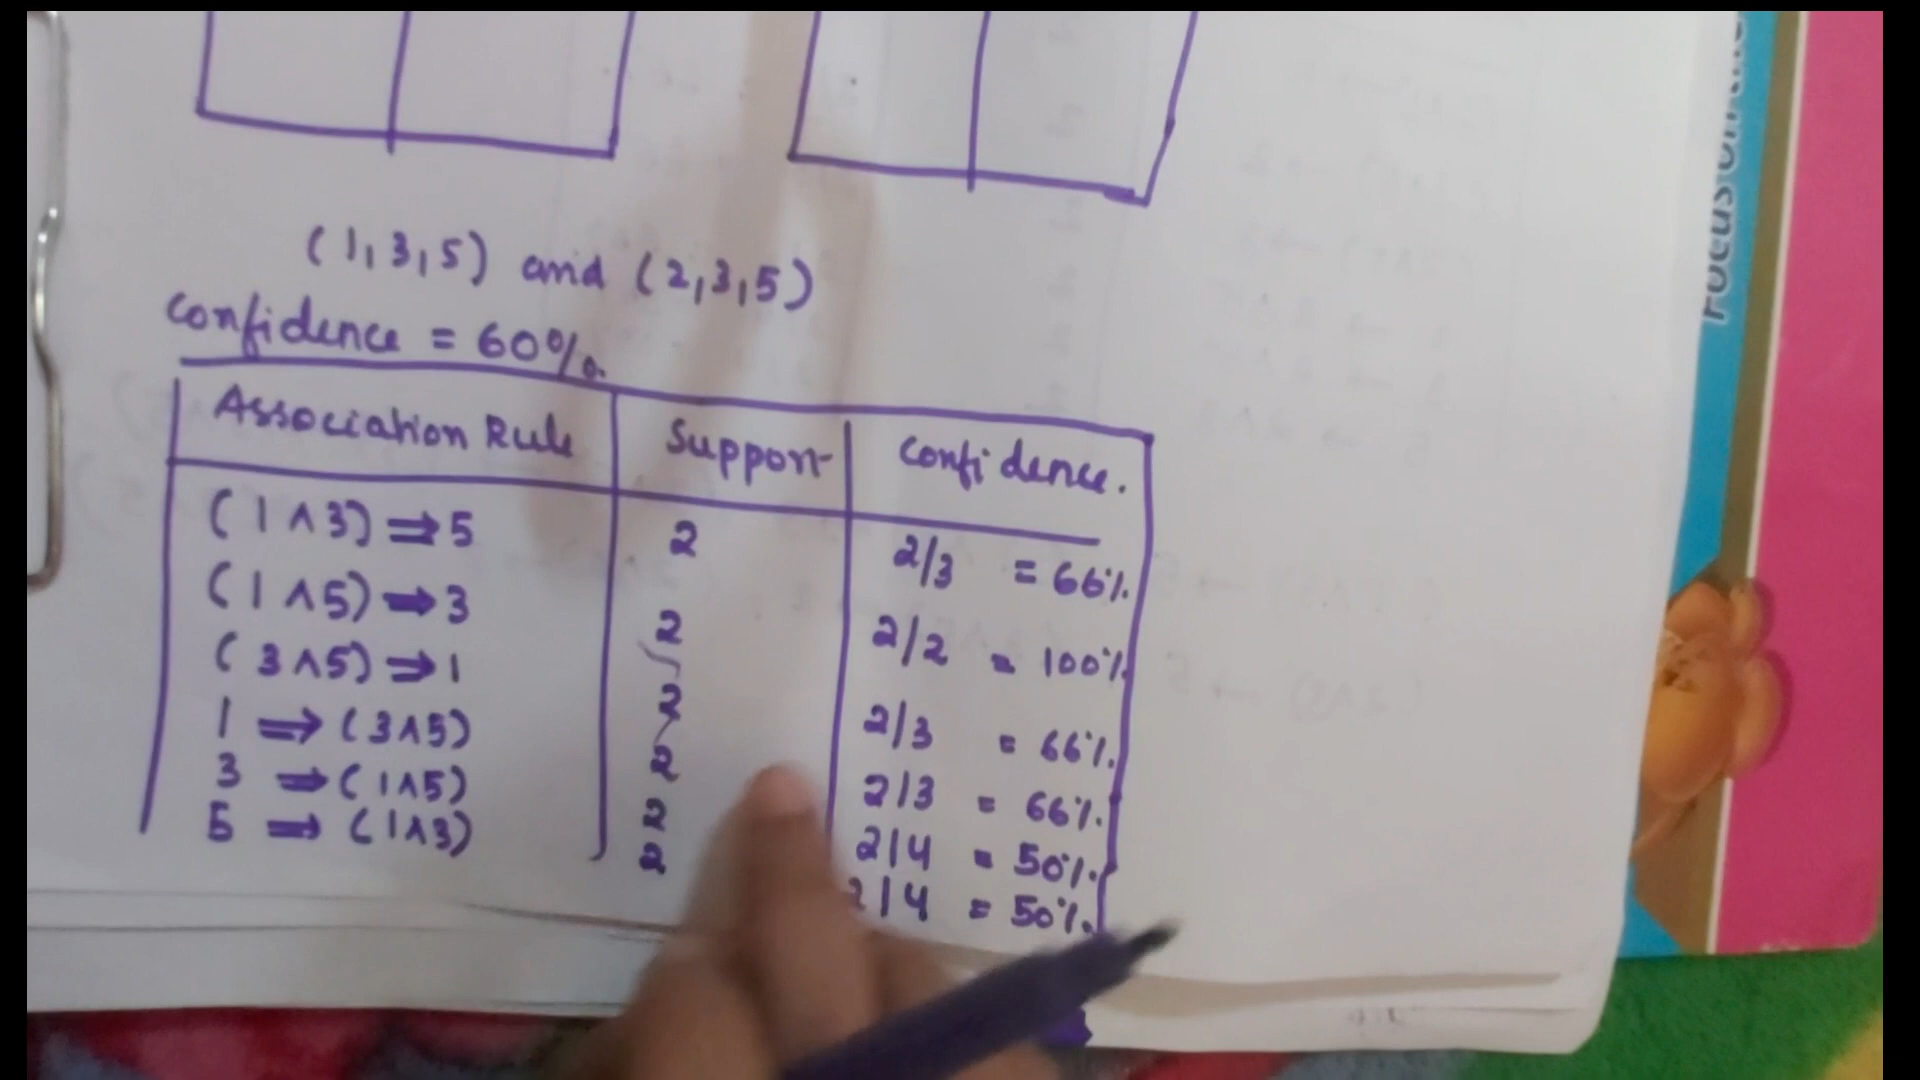 (1,3,5) and (2,3,5)
Confidence = 60%.
Association Rule Support Confidence.
(1∧3) ⇒ 5 2 2/3 = 66%.
(1∧5) ⇒ 3 2 2/2 = 100%.
(3∧5) ⇒ 1 2 2/3 = 66%.
1 ⇒ (3∧5) 2 2/3 = 66%.
3 ⇒ (1∧5) 2 2/4 = 50%.
5 ⇒ (1∧3) 2 2/4 = 50%.